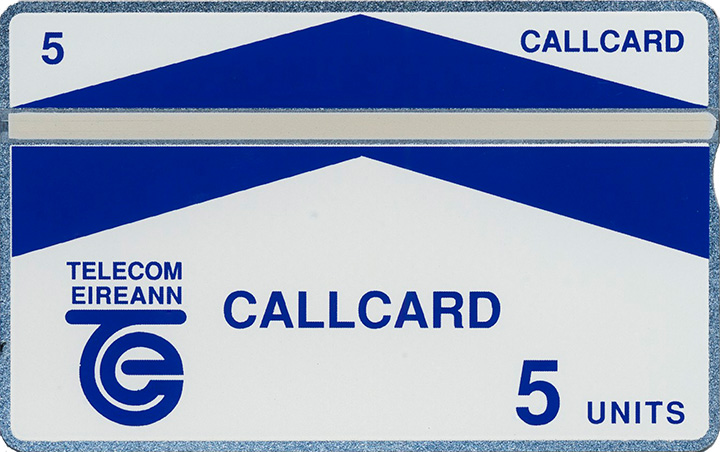 5
CALLCARD
TELECOM
EIREANN
CALLCARD
5 UNITS